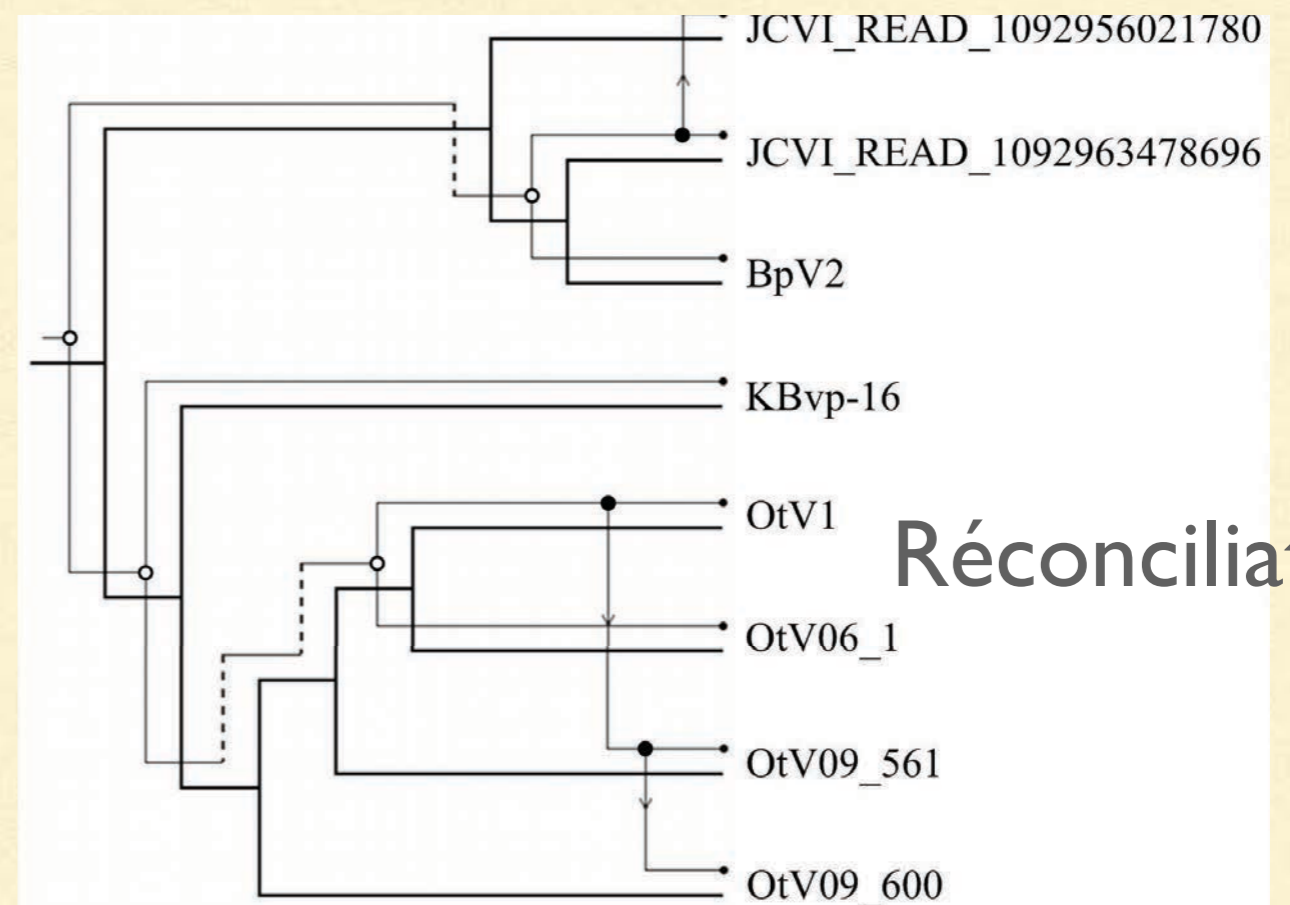 JCVI_READ_1092956021780
JCVI_READ_1092963478696
BpV2
KBvp-16
OtV1
Réconcilia
OtV06_1
OtV09_561
OtV09_600